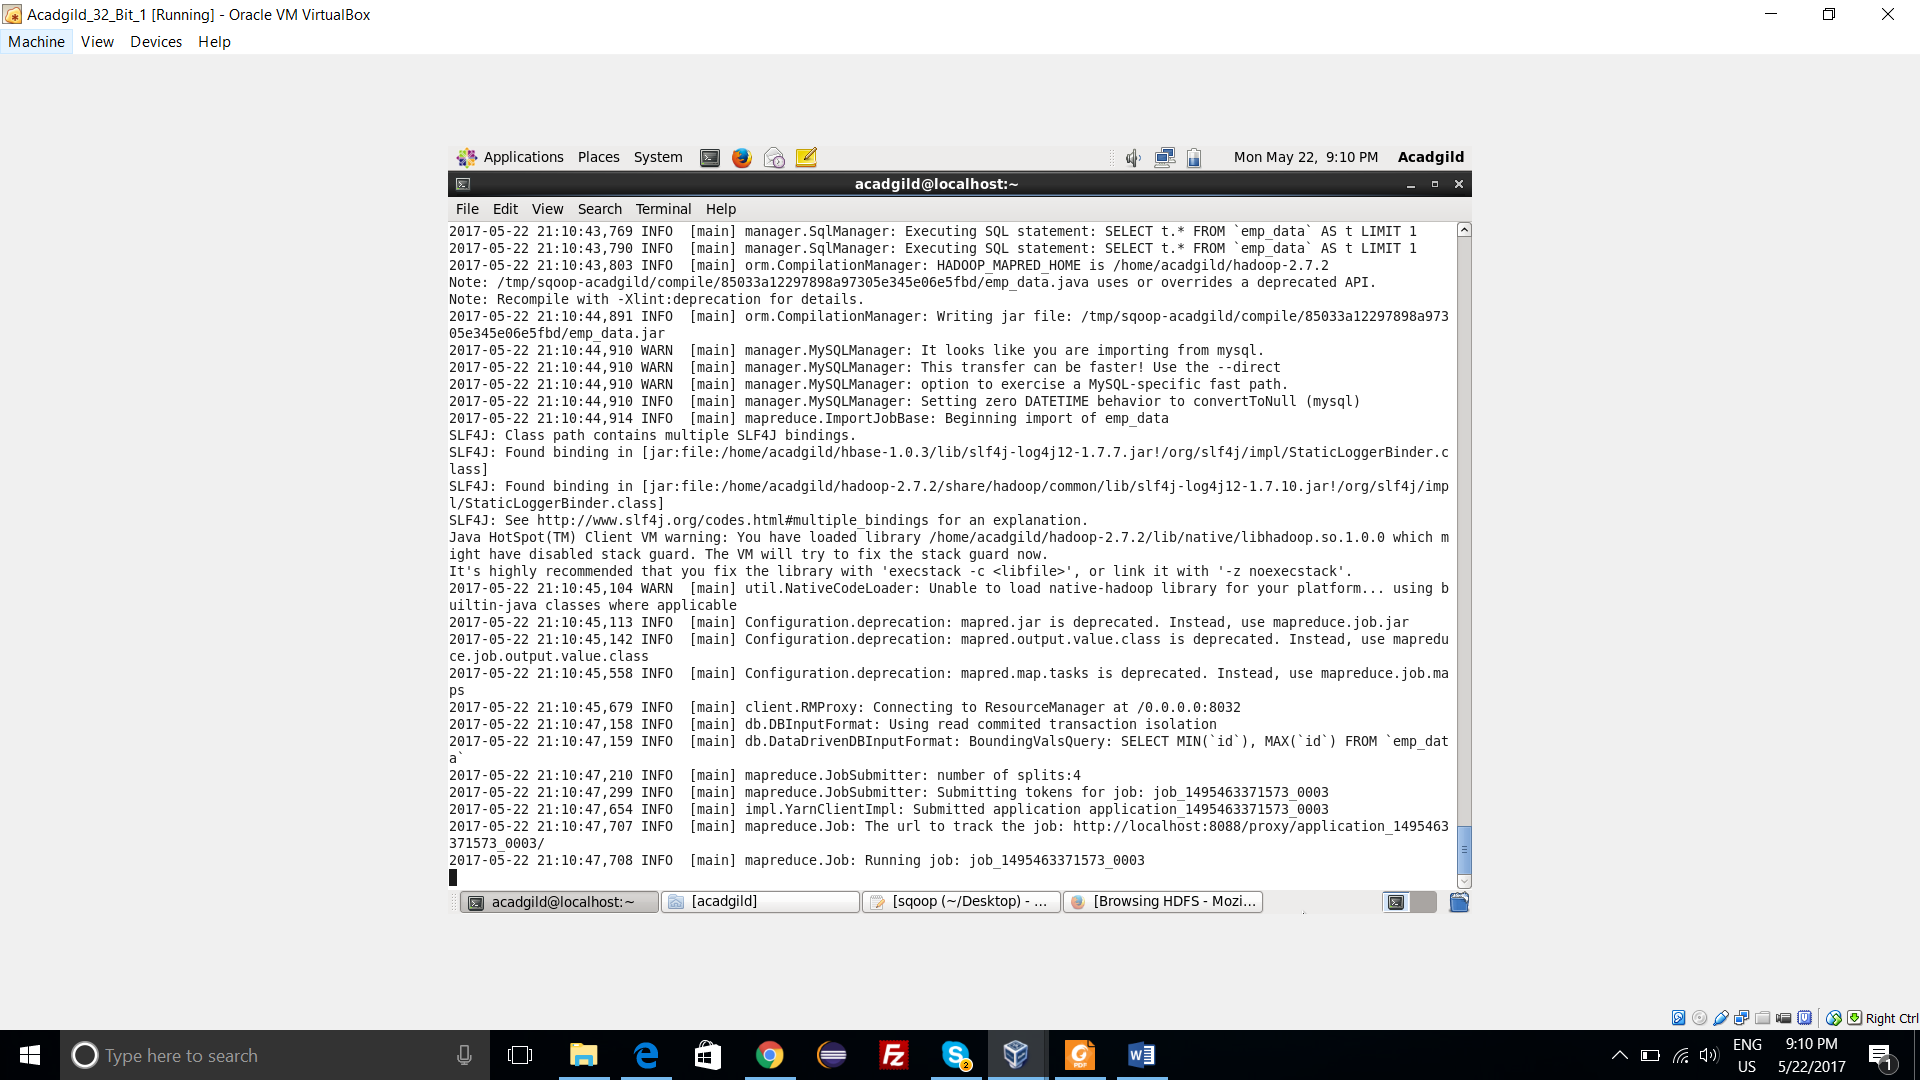 Acadgild_32_Bit_1 [Running] - Oracle VM VirtualBox
Machine View Devices Help
Applications Places System Mon May 22, 9:10 PM Acadgild
acadgild@localhost:~
File Edit View Search Terminal Help
2017-05-22 21:10:43,769 INFO  [main] manager.SqlManager: Executing SQL statement: SELECT t.* FROM `emp_data` AS t LIMIT 1
2017-05-22 21:10:43,790 INFO  [main] manager.SqlManager: Executing SQL statement: SELECT t.* FROM `emp_data` AS t LIMIT 1
2017-05-22 21:10:43,803 INFO  [main] orm.CompilationManager: HADOOP_MAPRED_HOME is /home/acadgild/hadoop-2.7.2
Note: /tmp/sqoop-acadgild/compile/85033a12297898a97305e345e06e5fbd/emp_data.java uses or overrides a deprecated API.
Note: Recompile with -Xlint:deprecation for details.
2017-05-22 21:10:44,891 INFO  [main] orm.CompilationManager: Writing jar file: /tmp/sqoop-acadgild/compile/85033a12297898a973
05e345e06e5fbd/emp_data.jar
2017-05-22 21:10:44,910 WARN  [main] manager.MySQLManager: It looks like you are importing from mysql.
2017-05-22 21:10:44,910 WARN  [main] manager.MySQLManager: This transfer can be faster! Use the --direct
2017-05-22 21:10:44,910 WARN  [main] manager.MySQLManager: option to exercise a MySQL-specific fast path.
2017-05-22 21:10:44,910 INFO  [main] manager.MySQLManager: Setting zero DATETIME behavior to convertToNull (mysql)
2017-05-22 21:10:44,914 INFO  [main] mapreduce.ImportJobBase: Beginning import of emp_data
SLF4J: Class path contains multiple SLF4J bindings.
SLF4J: Found binding in [jar:file:/home/acadgild/hbase-1.0.3/lib/slf4j-log4j12-1.7.7.jar!/org/slf4j/impl/StaticLoggerBinder.c
lass]
SLF4J: Found binding in [jar:file:/home/acadgild/hadoop-2.7.2/share/hadoop/common/lib/slf4j-log4j12-1.7.10.jar!/org/slf4j/imp
l/StaticLoggerBinder.class]
SLF4J: See http://www.slf4j.org/codes.html#multiple_bindings for an explanation.
Java HotSpot(TM) Client VM warning: You have loaded library /home/acadgild/hadoop-2.7.2/lib/native/libhadoop.so.1.0.0 which m
ight have disabled stack guard. The VM will try to fix the stack guard now.
It's highly recommended that you fix the library with 'execstack -c <libfile>', or link it with '-z noexecstack'.
2017-05-22 21:10:45,104 WARN  [main] util.NativeCodeLoader: Unable to load native-hadoop library for your platform... using b
uiltin-java classes where applicable
2017-05-22 21:10:45,113 INFO  [main] Configuration.deprecation: mapred.jar is deprecated. Instead, use mapreduce.job.jar
2017-05-22 21:10:45,142 INFO  [main] Configuration.deprecation: mapred.output.value.class is deprecated. Instead, use mapredu
ce.job.output.value.class
2017-05-22 21:10:45,558 INFO  [main] Configuration.deprecation: mapred.map.tasks is deprecated. Instead, use mapreduce.job.ma
ps
2017-05-22 21:10:45,679 INFO  [main] client.RMProxy: Connecting to ResourceManager at /0.0.0.0:8032
2017-05-22 21:10:47,158 INFO  [main] db.DBInputFormat: Using read commited transaction isolation
2017-05-22 21:10:47,159 INFO  [main] db.DataDrivenDBInputFormat: BoundingValsQuery: SELECT MIN(`id`), MAX(`id`) FROM `emp_dat
a`
2017-05-22 21:10:47,210 INFO  [main] mapreduce.JobSubmitter: number of splits:4
2017-05-22 21:10:47,299 INFO  [main] mapreduce.JobSubmitter: Submitting tokens for job: job_1495463371573_0003
2017-05-22 21:10:47,654 INFO  [main] impl.YarnClientImpl: Submitted application application_1495463371573_0003
2017-05-22 21:10:47,707 INFO  [main] mapreduce.Job: The url to track the job: http://localhost:8088/proxy/application_1495463
371573_0003/
2017-05-22 21:10:47,708 INFO  [main] mapreduce.Job: Running job: job_1495463371573_0003
acadgild@localhost:~ [acadgild] [sqoop (~/Desktop) - ... [Browsing HDFS - Mozi...
Right Ctrl
Type here to search
ENG 9:10 PM
US 5/22/2017
2
1